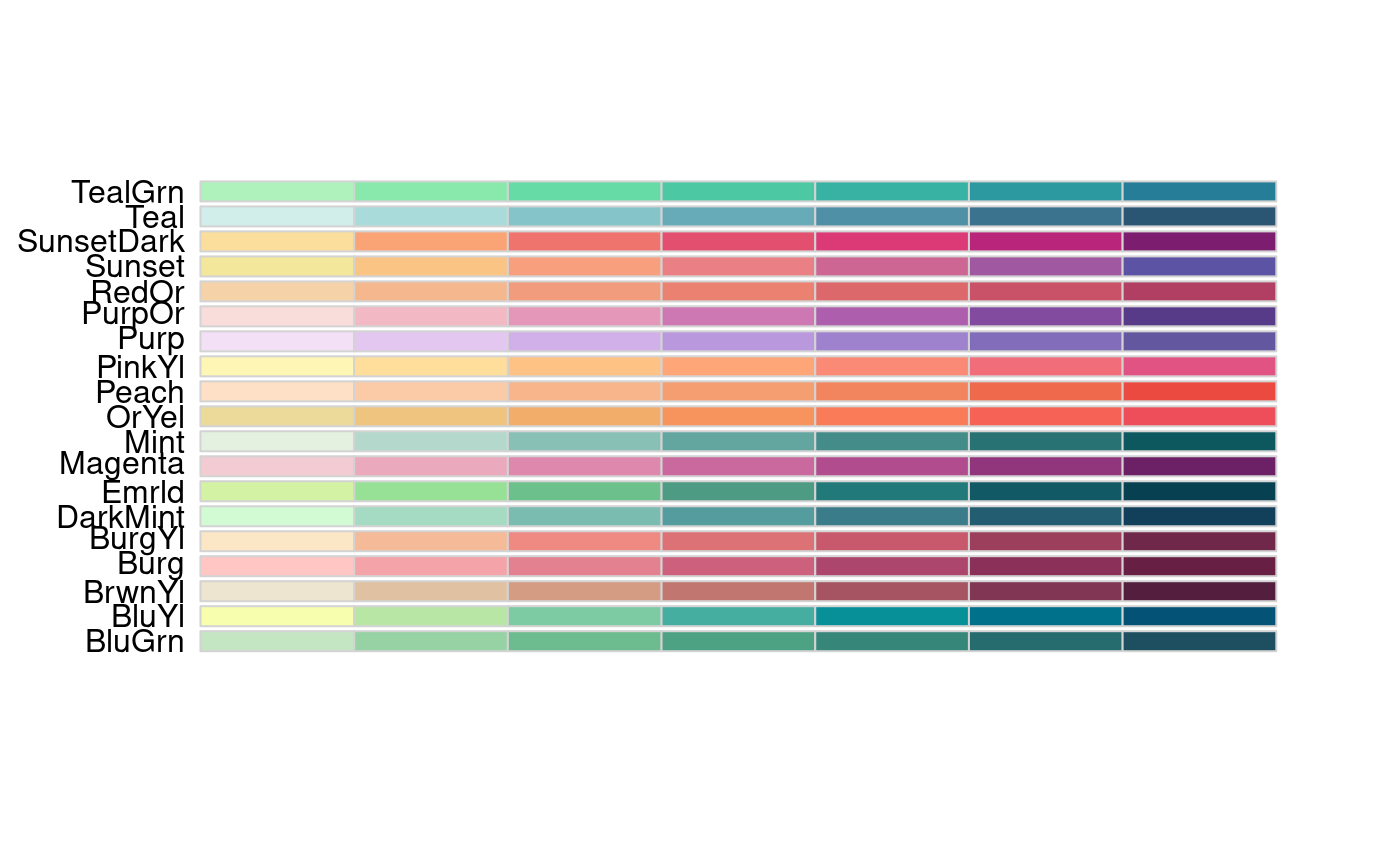 TealGrn
Teal
SunsetDark
Sunset
RedOr
PurpOr
Purp
PinkYl
Peach
OrYel
Mint
Magenta
Emrld
DarkMint
BurgYl
Burg
BrwnYl
BluYl
BluGrn